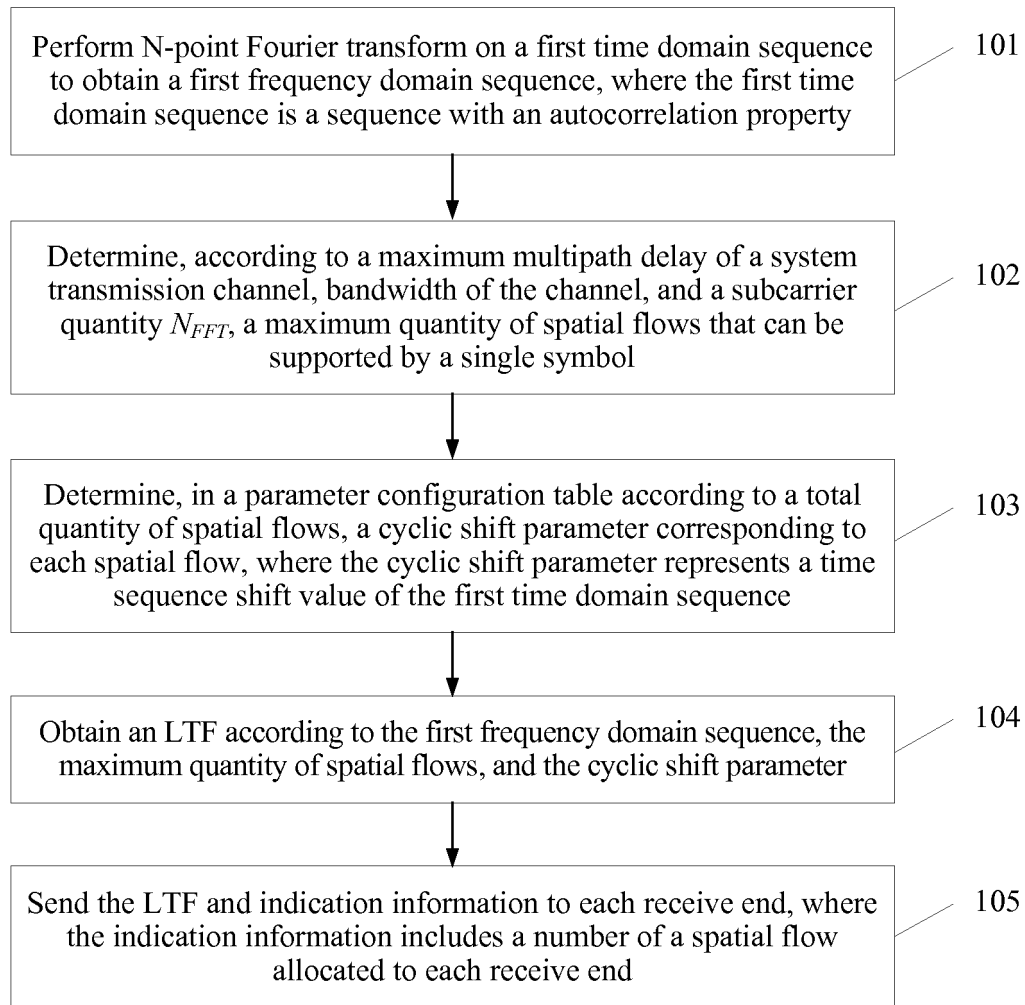 Perform N-point Fourier transform on a first time domain sequence
to obtain a first frequency domain sequence, where the first time
domain sequence is a sequence with an autocorrelation property
101
Determine, according to a maximum multipath delay of a system
transmission channel, bandwidth of the channel, and a subcarrier
quantity N_FFT, a maximum quantity of spatial flows that can be
supported by a single symbol
102
Determine, in a parameter configuration table according to a total
quantity of spatial flows, a cyclic shift parameter corresponding to
each spatial flow, where the cyclic shift parameter represents a time
sequence shift value of the first time domain sequence
103
Obtain an LTF according to the first frequency domain sequence, the
maximum quantity of spatial flows, and the cyclic shift parameter
104
Send the LTF and indication information to each receive end, where
the indication information includes a number of a spatial flow
allocated to each receive end
105